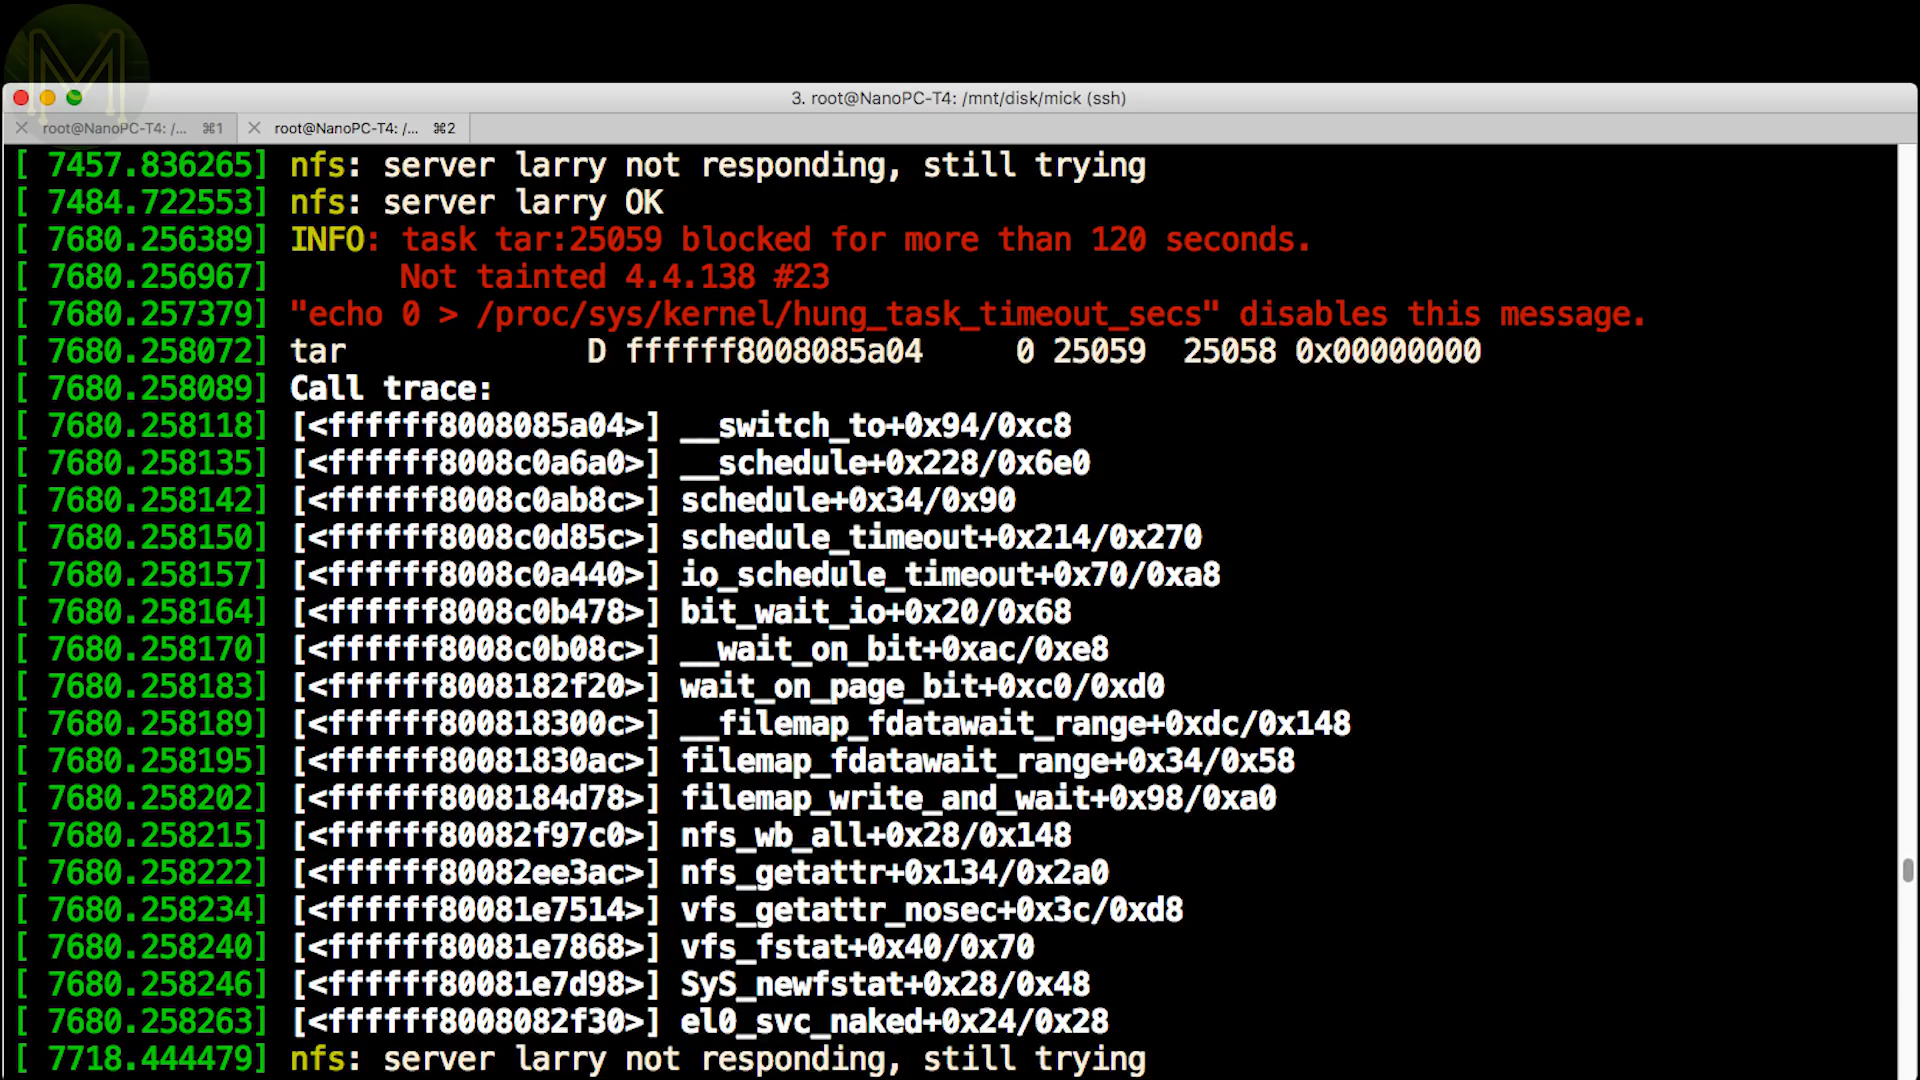 M
3. root@NanoPC-T4: /mnt/disk/mick (ssh)
root@NanoPC-T4: /... ⌘1 root@NanoPC-T4: /... ⌘2
[ 7457.836265] nfs: server larry not responding, still trying
[ 7484.722553] nfs: server larry OK
[ 7680.256389] INFO: task tar:25059 blocked for more than 120 seconds.
[ 7680.256967]       Not tainted 4.4.138 #23
[ 7680.257379] "echo 0 > /proc/sys/kernel/hung_task_timeout_secs" disables this message.
[ 7680.258072] tar             D ffffff8008085a04     0 25059  25058 0x00000000
[ 7680.258089] Call trace:
[ 7680.258118] [<ffffff8008085a04>] __switch_to+0x94/0xc8
[ 7680.258135] [<ffffff8008c0a6a0>] __schedule+0x228/0x6e0
[ 7680.258142] [<ffffff8008c0ab8c>] schedule+0x34/0x90
[ 7680.258150] [<ffffff8008c0d85c>] schedule_timeout+0x214/0x270
[ 7680.258157] [<ffffff8008c0a440>] io_schedule_timeout+0x70/0xa8
[ 7680.258164] [<ffffff8008c0b478>] bit_wait_io+0x20/0x68
[ 7680.258170] [<ffffff8008c0b08c>] __wait_on_bit+0xac/0xe8
[ 7680.258183] [<ffffff8008182f20>] wait_on_page_bit+0xc0/0xd0
[ 7680.258189] [<ffffff800818300c>] __filemap_fdatawait_range+0xdc/0x148
[ 7680.258195] [<ffffff80081830ac>] filemap_fdatawait_range+0x34/0x58
[ 7680.258202] [<ffffff8008184d78>] filemap_write_and_wait+0x98/0xa0
[ 7680.258215] [<ffffff80082f97c0>] nfs_wb_all+0x28/0x148
[ 7680.258222] [<ffffff80082ee3ac>] nfs_getattr+0x134/0x2a0
[ 7680.258234] [<ffffff80081e7514>] vfs_getattr_nosec+0x3c/0xd8
[ 7680.258240] [<ffffff80081e7868>] vfs_fstat+0x40/0x70
[ 7680.258246] [<ffffff80081e7d98>] SyS_newfstat+0x28/0x48
[ 7680.258263] [<ffffff8008082f30>] el0_svc_naked+0x24/0x28
[ 7718.444479] nfs: server larry not responding, still trying